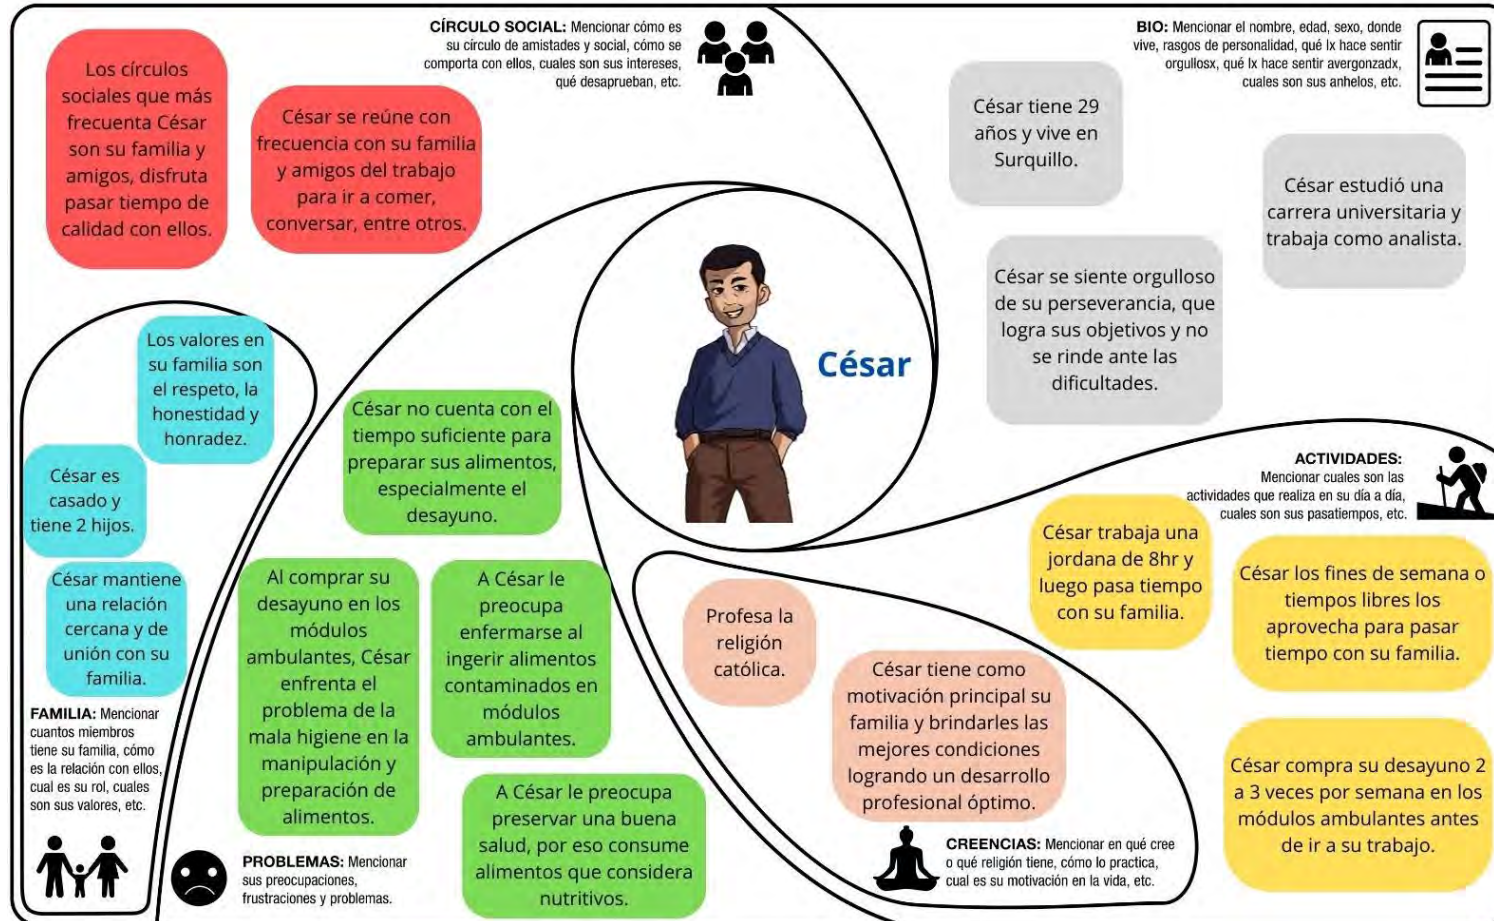 CÍRCULO SOCIAL: Mencionar cómo es
su círculo de amistades y social, cómo se
comporta con ellos, cuales son sus intereses,
qué desaprueban, etc.
Los círculos
sociales que más
frecuenta César
son su familia y
amigos, disfruta
pasar tiempo de
calidad con ellos.
César se reúne con
frecuencia con su familia
y amigos del trabajo
para ir a comer,
conversar, entre otros.
BIO: Mencionar el nombre, edad, sexo, donde
vive, rasgos de personalidad, qué lx hace sentir
orgullosx, qué lx hace sentir avergonzadx,
cuales son sus anhelos, etc.
César tiene 29
años y vive en
Surquillo.
César estudió una
carrera universitaria y
trabaja como analista.
César se siente orgulloso
de su perseverancia, que
logra sus objetivos y no
se rinde ante las
dificultades.
César
Los valores en
su familia son
el respeto, la
honestidad y
honradez.
César es
casado y
tiene 2 hijos.
César mantiene
una relación
cercana y de
unión con su
familia.
FAMILIA: Mencionar
cuantos miembros
tiene su familia, cómo
es la relación con ellos,
cual es su rol, cuales
son sus valores, etc.
César no cuenta con el
tiempo suficiente para
preparar sus alimentos,
especialmente el
desayuno.
Al comprar su
desayuno en los
módulos
ambulantes, César
enfrenta el
problema de la
mala higiene en la
manipulación y
preparación de
alimentos.
A César le
preocupa
enfermarse al
ingerir alimentos
contaminados en
módulos
ambulantes.
A César le preocupa
preservar una buena
salud, por eso consume
alimentos que considera
nutritivos.
PROBLEMAS: Mencionar
sus preocupaciones,
frustraciones y problemas.
Profesa la
religión
católica.
César tiene como
motivación principal su
familia y brindarles las
mejores condiciones
logrando un desarrollo
profesional óptimo.
CREENCIAS: Mencionar en qué cree
o qué religión tiene, cómo lo practica,
cual es su motivación en la vida, etc.
ACTIVIDADES:
Mencionar cuales son las
actividades que realiza en su día a día,
cuales son sus pasatiempos, etc.
César trabaja una
jordana de 8hr y
luego pasa tiempo
con su familia.
César los fines de semana o
tiempos libres los
aprovecha para pasar
tiempo con su familia.
César compra su desayuno 2
a 3 veces por semana en los
módulos ambulantes antes
de ir a su trabajo.